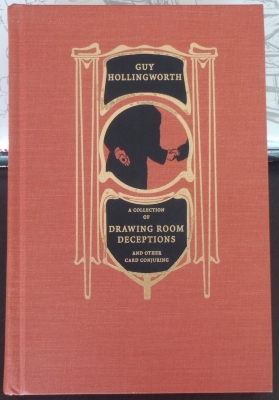 GUY
HOLLINGWORTH
A COLLECTION
OF
DRAWING ROOM
DECEPTIONS
AND OTHER
CARD CONJURING